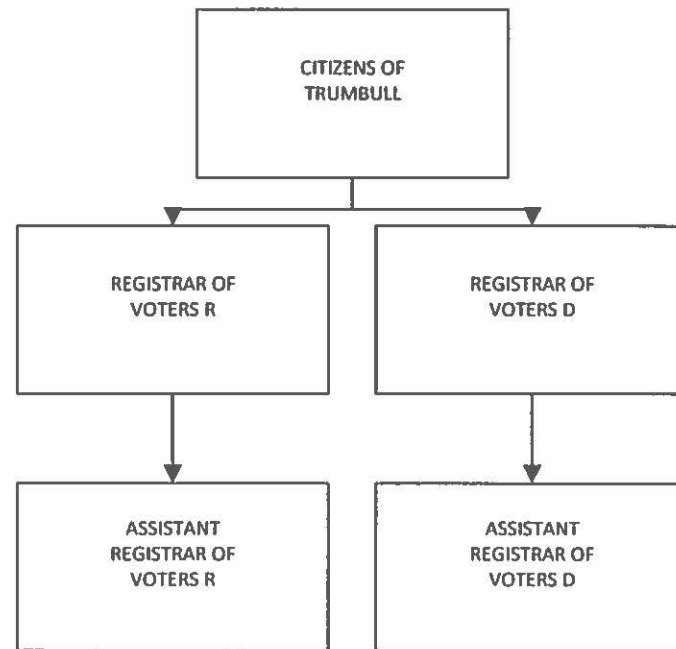 CITIZENS OF
TRUMBULL
REGISTRAR OF
VOTERS R
REGISTRAR OF
VOTERS D
ASSISTANT
REGISTRAR OF
VOTERS R
ASSISTANT
REGISTRAR OF
VOTERS D